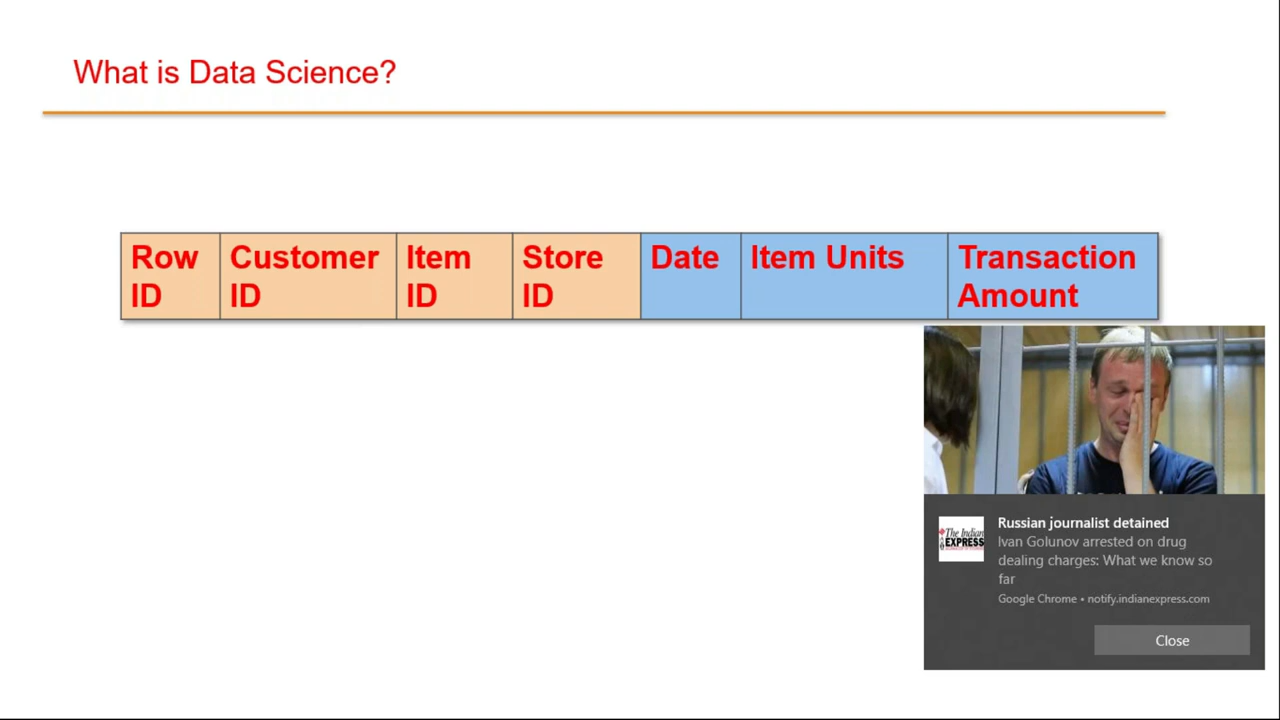 What is Data Science?
Row ID
Customer ID
Item ID
Store ID
Date
Item Units
Transaction Amount
Russian journalist detained
Ivan Golunov arrested on drug
dealing charges: What we know so
far
Google Chrome • notify.indianexpress.com
The Indian
EXPRESS
Close